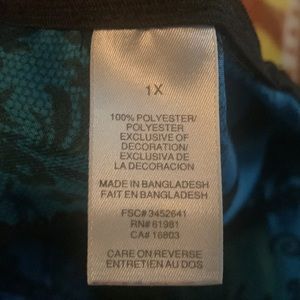 1X
100% POLYESTER/
POLYESTER
EXCLUSIVE OF
DECORATION/
EXCLUSIVA DE
LA DECORACION
MADE IN BANGLADESH
FAIT EN BANGLADESH
FSC# 3452641
RN# 61981
CA# 16803
CARE ON REVERSE
ENTRETIEN AU DOS